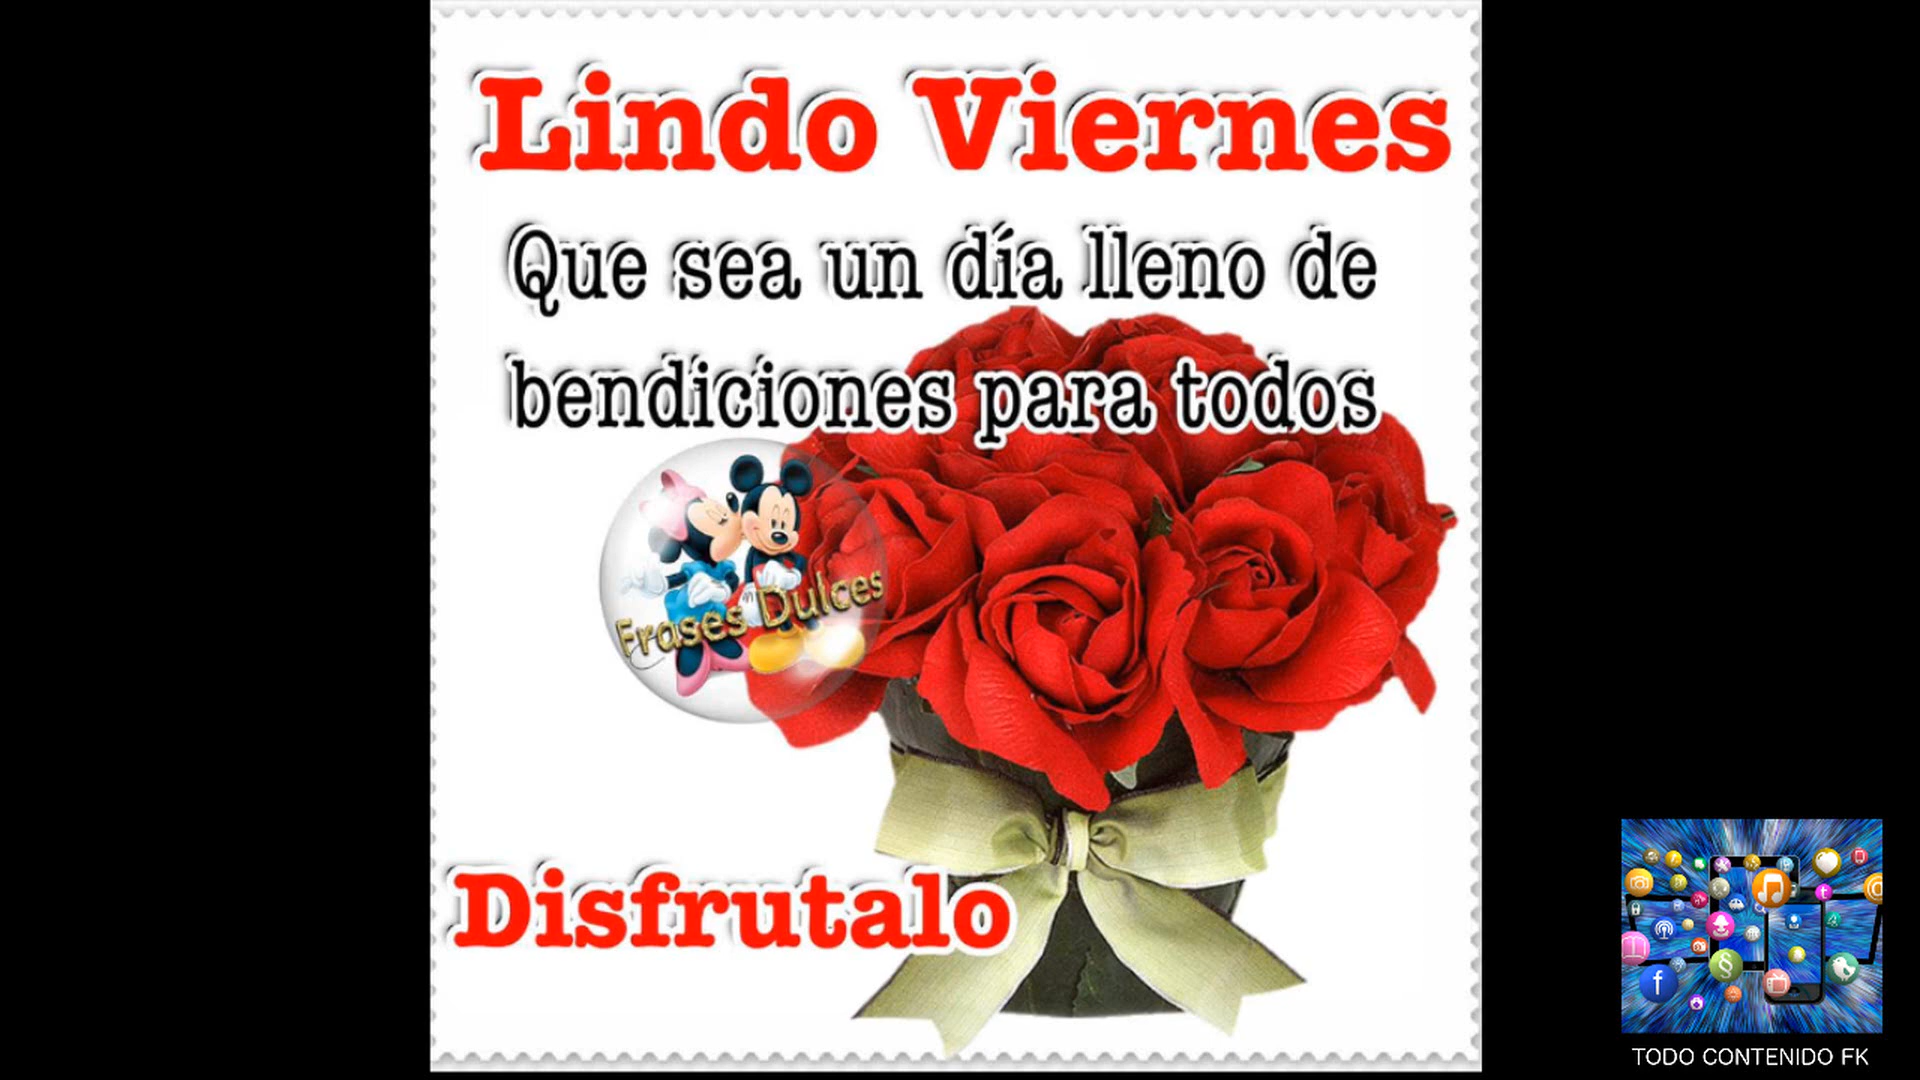 Lindo Viernes
Que sea un día lleno de
bendiciones para todos
Frases Dulces
Disfrutalo
TODO CONTENIDO FK